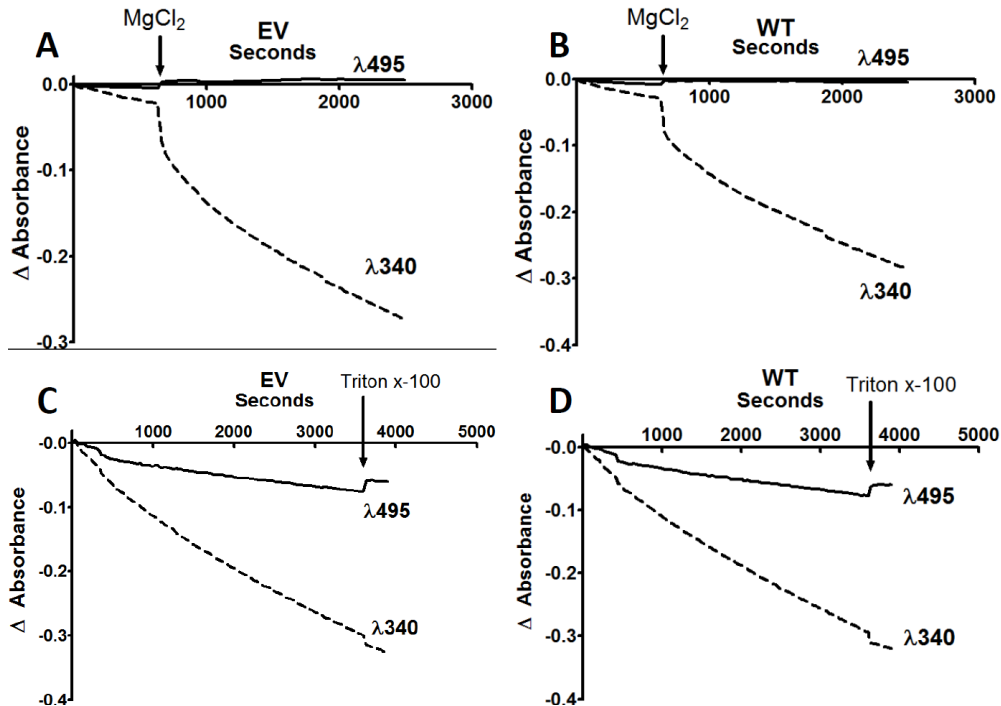 A
MgCl2
EV
Seconds
λ495
0.0
1000
2000
3000
-0.1
-0.2
-0.3
Δ Absorbance
λ340
B
MgCl2
WT
Seconds
λ495
0.0
1000
2000
3000
-0.1
-0.2
-0.3
-0.4
Δ Absorbance
λ340
C
EV
Seconds
Triton x-100
-0.0
1000
2000
3000
4000
5000
-0.1
-0.2
-0.3
-0.4
Δ Absorbance
λ495
λ340
D
WT
Seconds
Triton x-100
-0.0
1000
2000
3000
4000
5000
-0.1
-0.2
-0.3
-0.4
Δ Absorbance
λ495
λ340